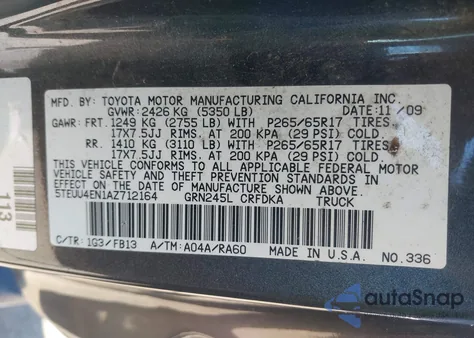 MFD. BY: TOYOTA MOTOR MANUFACTURING CALIFORNIA INC.
GVWR: 2426 KG (5350 LB) DATE: 11/09
GAWR: FRT. 1249 KG (2755 LB) WITH P265/65R17 TIRES,
17X7.5JJ RIMS, AT 200 KPA (29 PSI) COLD.
RR. 1410 KG (3110 LB) WITH P265/65R17 TIRES,
17X7.5JJ RIMS, AT 200 KPA (29 PSI) COLD.
THIS VEHICLE CONFORMS TO ALL APPLICABLE FEDERAL MOTOR
VEHICLE SAFETY AND THEFT PREVENTION STANDARDS IN EFFECT
ON THE DATE OF MANUFACTURE SHOWN ABOVE.
5TEUU4EN1AZ712164 GRN245L CRFDKA TRUCK
C/TR: 1G3/FB13 A/TM: A04A/RA60 MADE IN U.S.A. NO.336
113
autoSnap